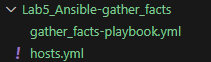 Lab5_Ansible-gather_facts
gather_facts-playbook.yml
! hosts.yml